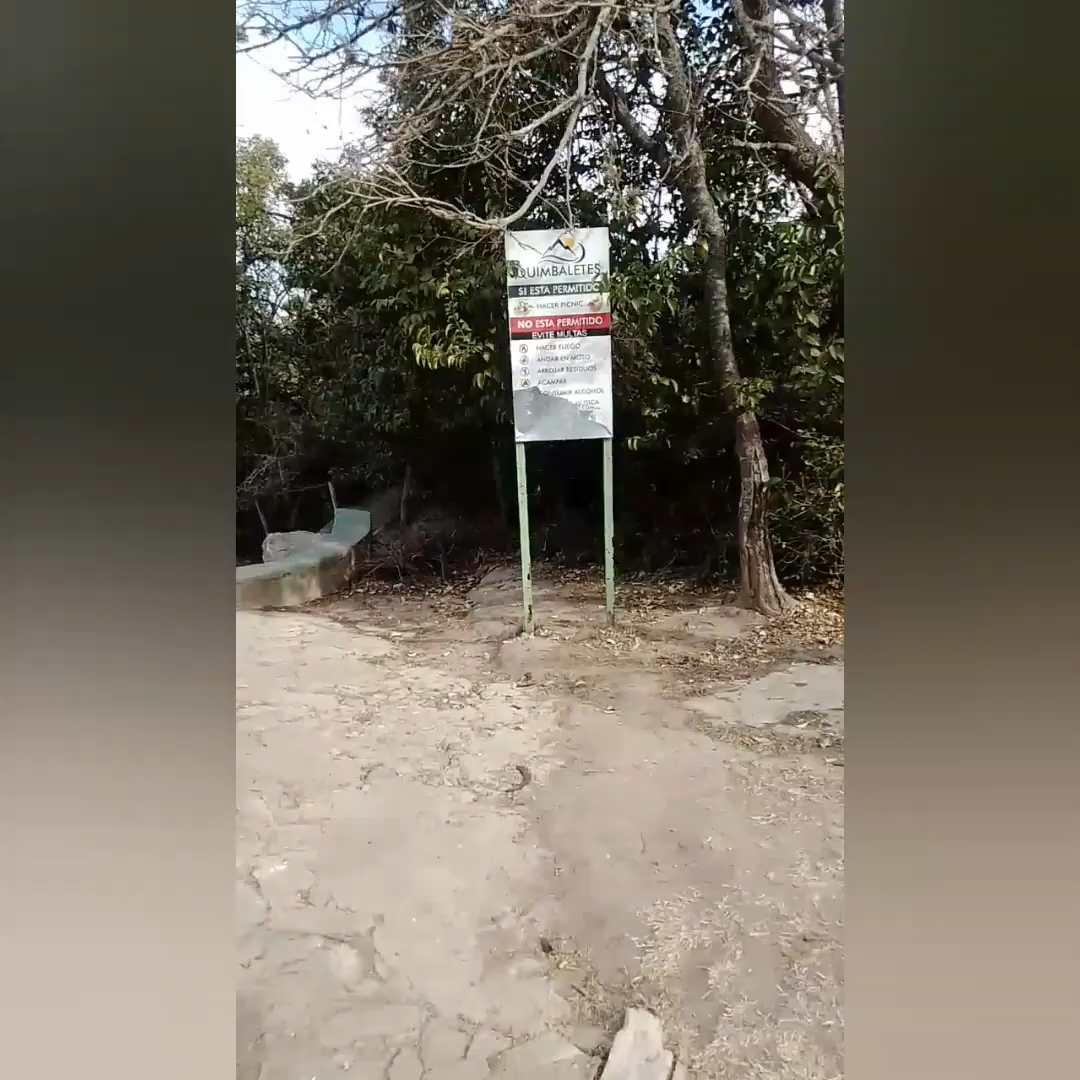 QUIMBALETES
SI ESTA PERMITIDO
HACER PICNIC
NO ESTA PERMITIDO
EVITE MULTAS
HACER FUEGO
ANDAR EN MOTO
ARROJAR RESIDUOS
ACAMPAR
CONSUMIR ALCOHOL
MUSICA